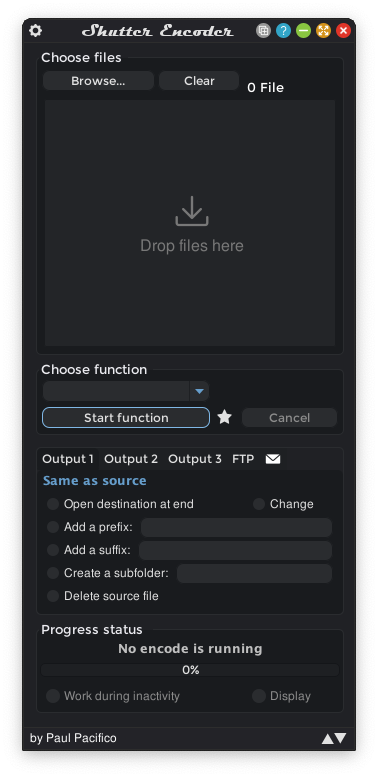 Shutter Encoder
?
Choose files
Browse...
Clear
0 File
Drop files here
Choose function
Start function
Cancel
Output 1
Output 2
Output 3
FTP
Same as source
Open destination at end
Change
Add a prefix:
Add a suffix:
Create a subfolder:
Delete source file
Progress status
No encode is running
0%
Work during inactivity
Display
by Paul Pacifico